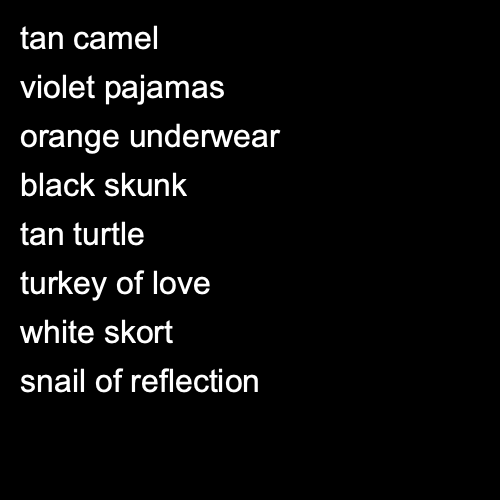 tan camel
violet pajamas
orange underwear
black skunk
tan turtle
turkey of love
white skort
snail of reflection